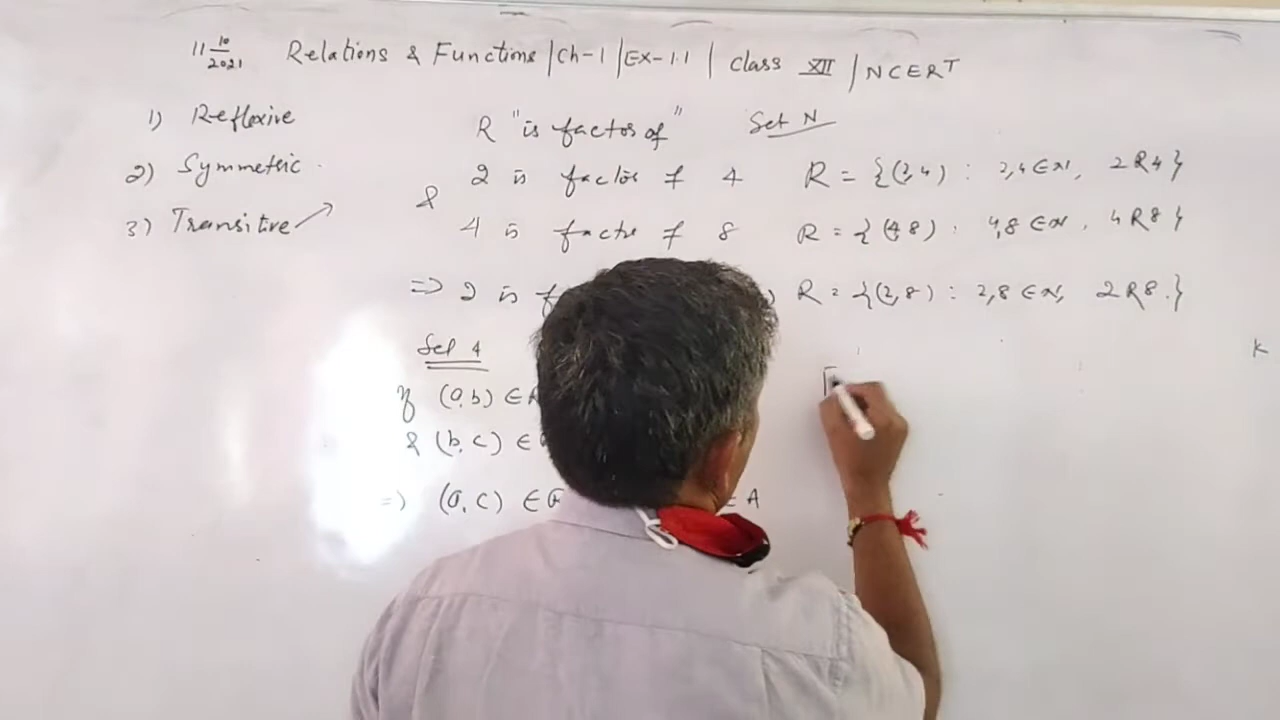 11 10/2021 Relations & Functions | Ch-1 | Ex-1.1 | Class XII | NCERT
1) Reflexive
R "is factor of" Set N
2) Symmetric
2 is factor of 4 R = {(2,4) : 2,4 ∈ N, 2R4}
&
3) Transitive
4 is factor of 8 R = {(4,8) : 4,8 ∈ N, 4R8}
=> 2 is f R = {(2,8) : 2,8 ∈ N, 2R8.}
K
if (a,b) ∈
& (b,c) ∈
=> (a,c) ∈ ∈ A